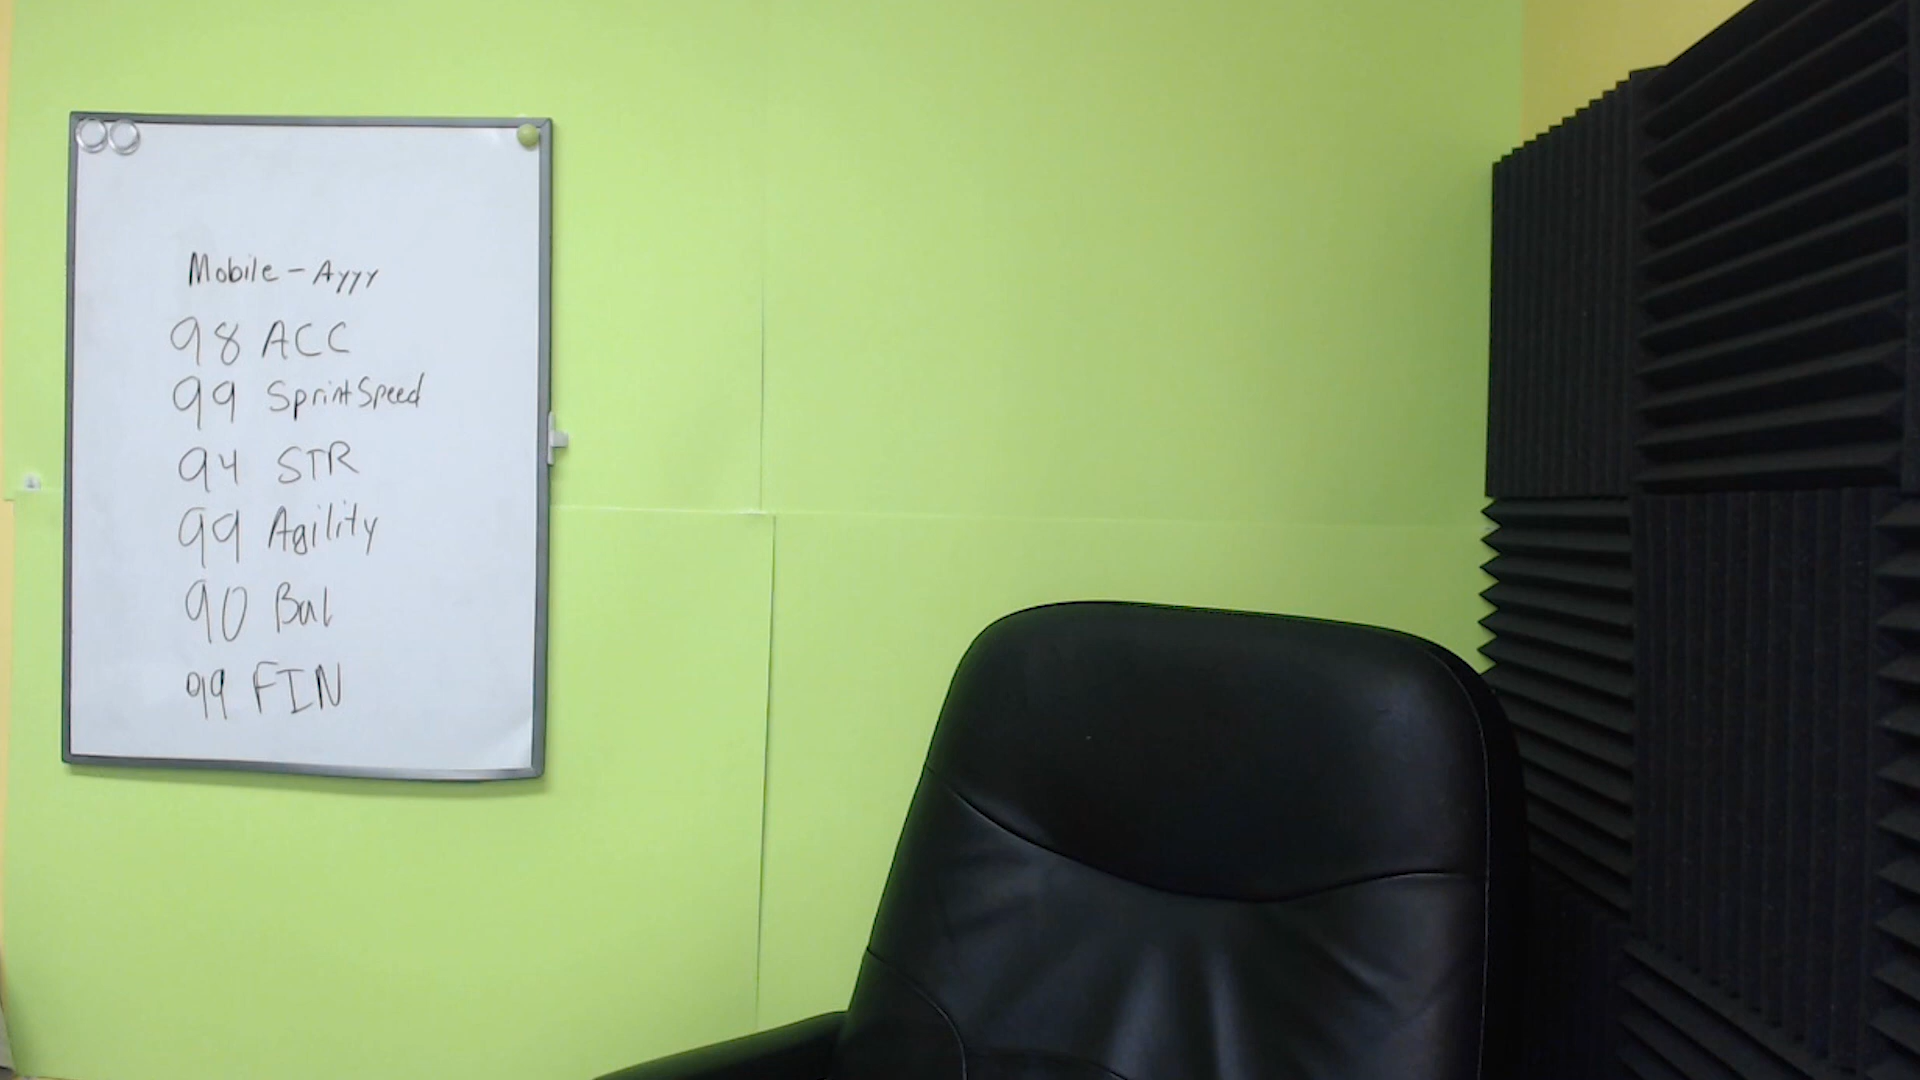 Mobile - Ayyy
98 ACC
99 SprintSpeed
94 STR
99 Agility
90 Bal
99 FIN